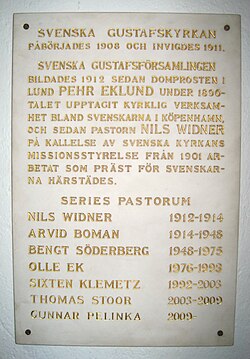 SVENSKA GUSTAFSKYRKAN
PÅBÖRJADES 1908 OCH INVIGDES 1911.
SVENSKA GUSTAFSFÖRSAMLINGEN
BILDADES 1912 SEDAN DOMPROSTEN I
LUND PEHR EKLUND UNDER 1890-
TALET UPPTAGIT KYRKLIG VERKSAM-
HET BLAND SVENSKARNA I KÖPENHAMN,
OCH SEDAN PASTORN NILS WIDNER
PÅ KALLELSE AV SVENSKA KYRKANS
MISSIONSSTYRELSE FRÅN 1901 AR-
BETAT SOM PRÄST FÖR SVENSKAR-
NA HÄRSTÄDES.
SERIES PASTORUM
NILS WIDNER 1912-1914
ARVID BOMAN 1914-1948
BENGT SÖDERBERG 1948-1975
OLLE EK 1976-1993
SIXTEN KLEMETZ 1992-2003
THOMAS STOOR 2003-2009
GUNNAR PELINKA 2009-